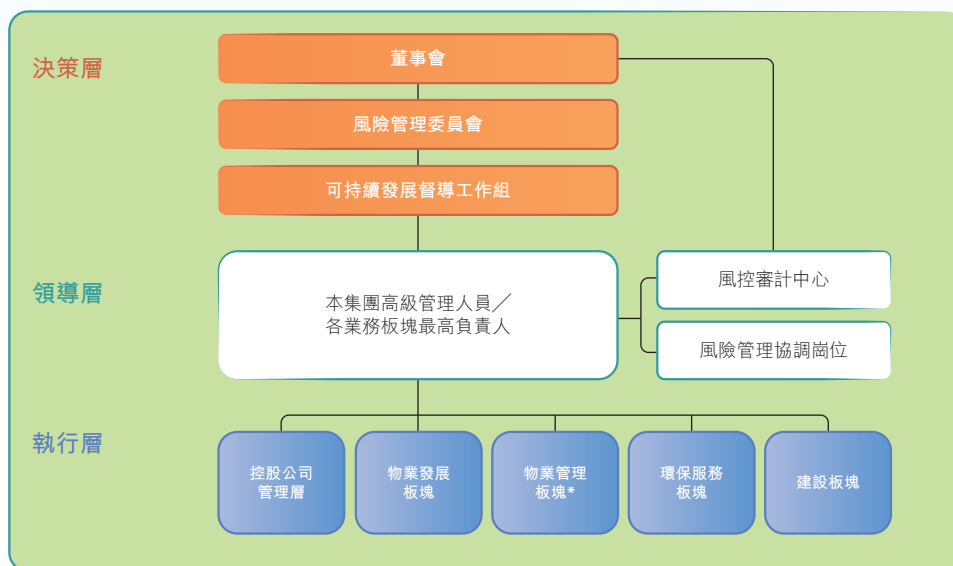 決策層
董事會
風險管理委員會
可持續發展督導工作組
領導層
本集團高級管理人員／
各業務板塊最高負責人
風控審計中心
風險管理協調崗位
執行層
控股公司
管理層
物業發展
板塊
物業管理
板塊*
環保服務
板塊
建設板塊